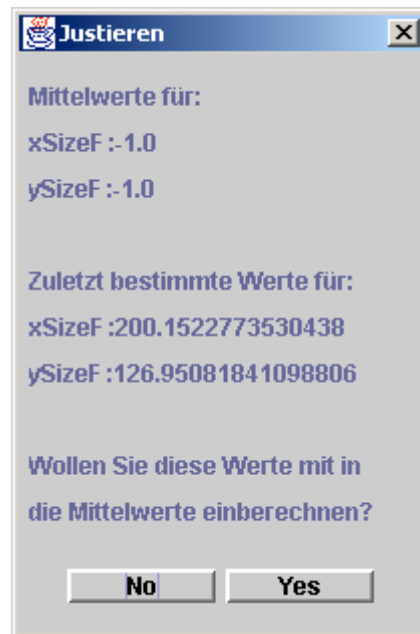 Justieren
Mittelwerte für:
xSizeF :-1.0
ySizeF :-1.0
Zuletzt bestimmte Werte für:
xSizeF :200.1522773530438
ySizeF :126.95081841098806
Wollen Sie diese Werte mit in
die Mittelwerte einberechnen?
No Yes